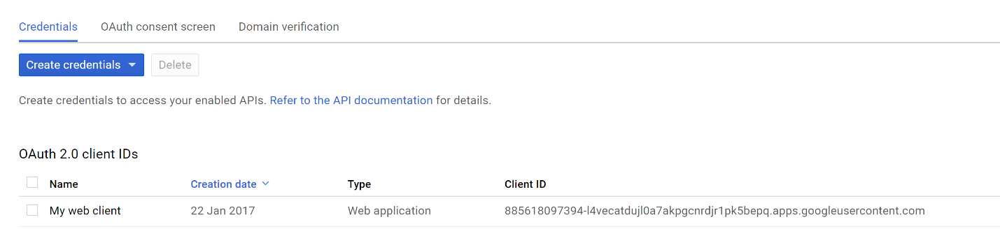 Credentials OAuth consent screen Domain verification
Create credentials Delete
Create credentials to access your enabled APIs. Refer to the API documentation for details.
OAuth 2.0 client IDs
Name Creation date Type Client ID
My web client 22 Jan 2017 Web application 885618097394-l4vecatdujl0a7akpgcnrdjr1pk5bepq.apps.googleusercontent.com